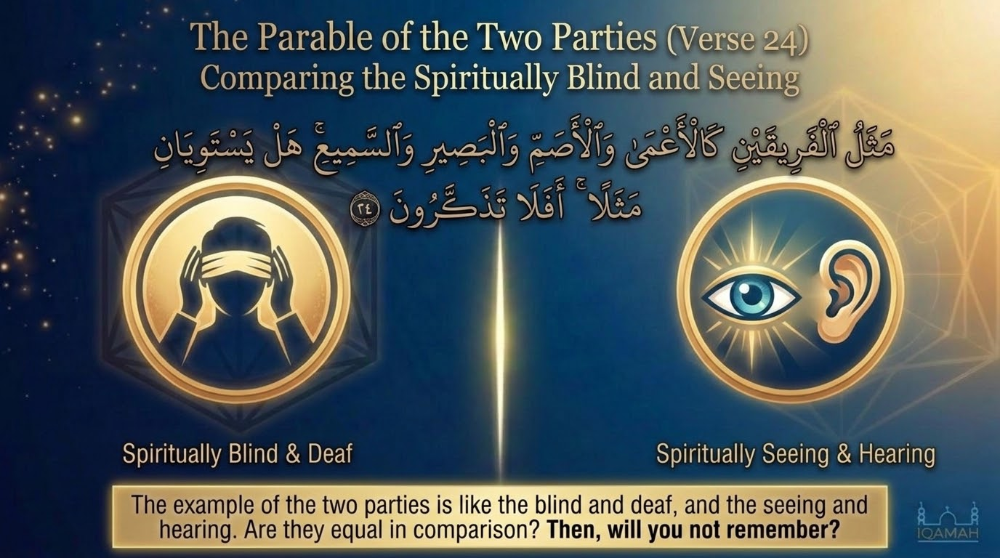 The Parable of the Two Parties (Verse 24)
Comparing the Spiritually Blind and Seeing
مَثَلُ ٱلْفَرِيقَيْنِ كَالْأَعْمَىٰ وَٱلْأَصَمِّ وَٱلْبَصِيرِ وَٱلسَّمِيعِ ۚ هَلْ يَسْتَوِيَانِ
مَثَلًا ۚ أَفَلَا تَذَكَّرُونَ ٢٤
Spiritually Blind & Deaf
Spiritually Seeing & Hearing
The example of the two parties is like the blind and deaf, and the seeing and
hearing. Are they equal in comparison? Then, will you not remember?
IQAMAH